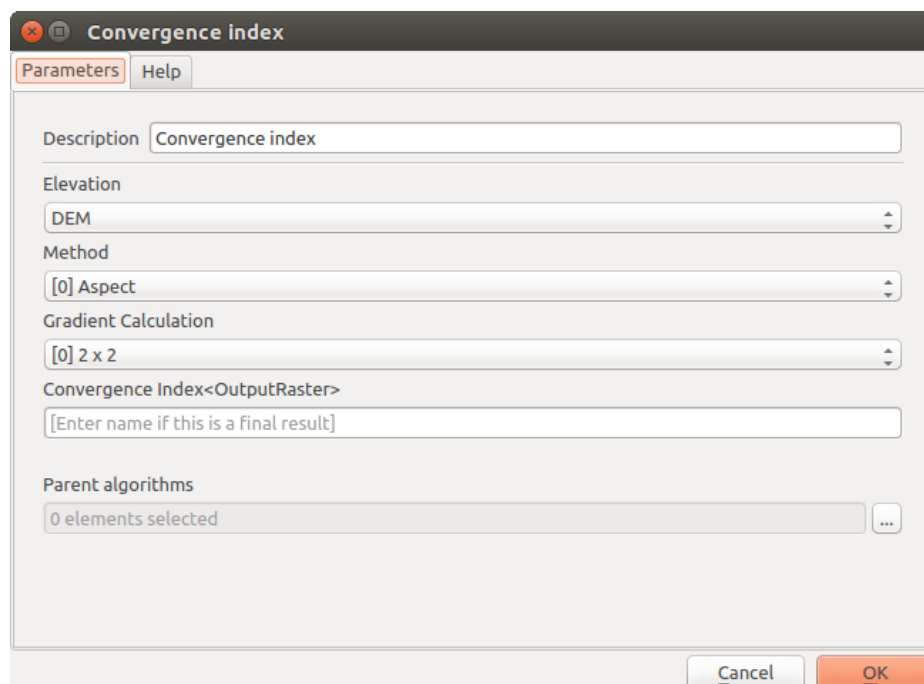 Convergence index
Parameters Help
Description Convergence index
Elevation
DEM
Method
[0] Aspect
Gradient Calculation
[0] 2 x 2
Convergence Index<OutputRaster>
[Enter name if this is a final result]
Parent algorithms
0 elements selected ...
Cancel OK